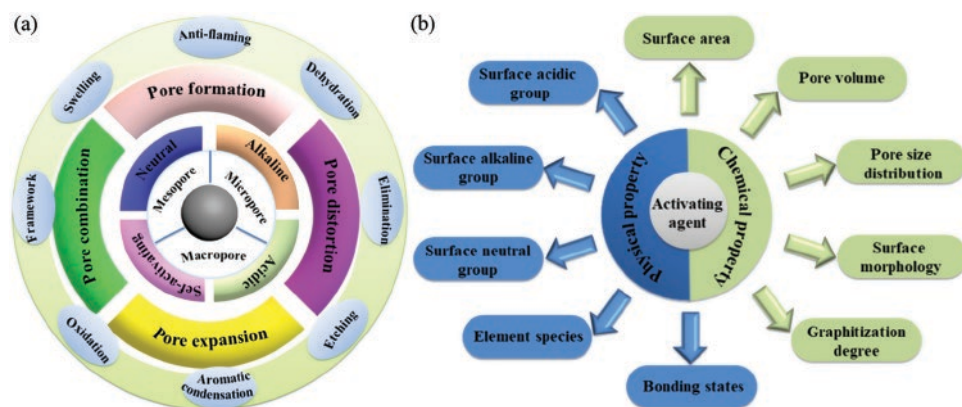 (a)
Anti-flaming
Dehydration
Elimination
Etching
Aromatic
condensation
Oxidation
Framework
Swelling
Pore formation
Pore distortion
Pore expansion
Pore combination
Neutral
Alkaline
Acidic
Sef-activaing
Mesopore
Micropore
Macropore
(b)
Surface area
Pore volume
Pore size
distribution
Surface
morphology
Graphitization
degree
Bonding states
Element species
Surface neutral
group
Surface alkaline
group
Surface acidic
group
Physical property
Chemical property
Activating
agent